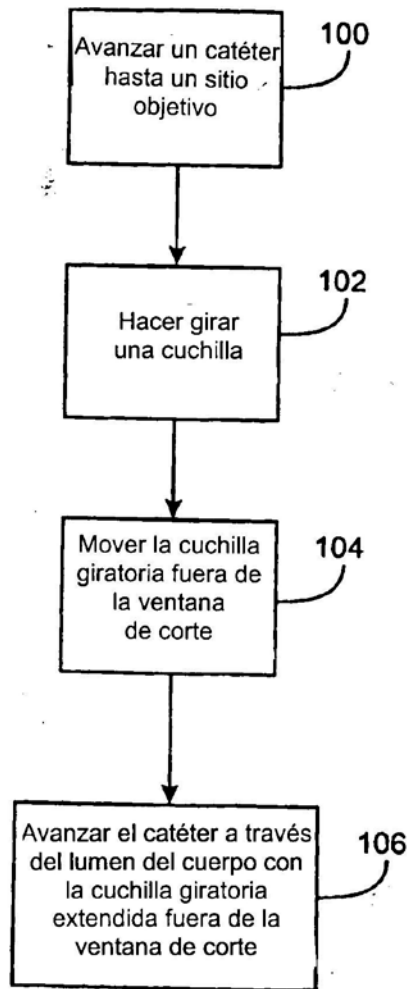 Avanzar un catéter
hasta un sitio
objetivo
100
Hacer girar
una cuchilla
102
Mover la cuchilla
giratoria fuera de
la ventana
de corte
104
Avanzar el catéter a través
del lumen del cuerpo con
la cuchilla giratoria
extendida fuera de la
ventana de corte
106